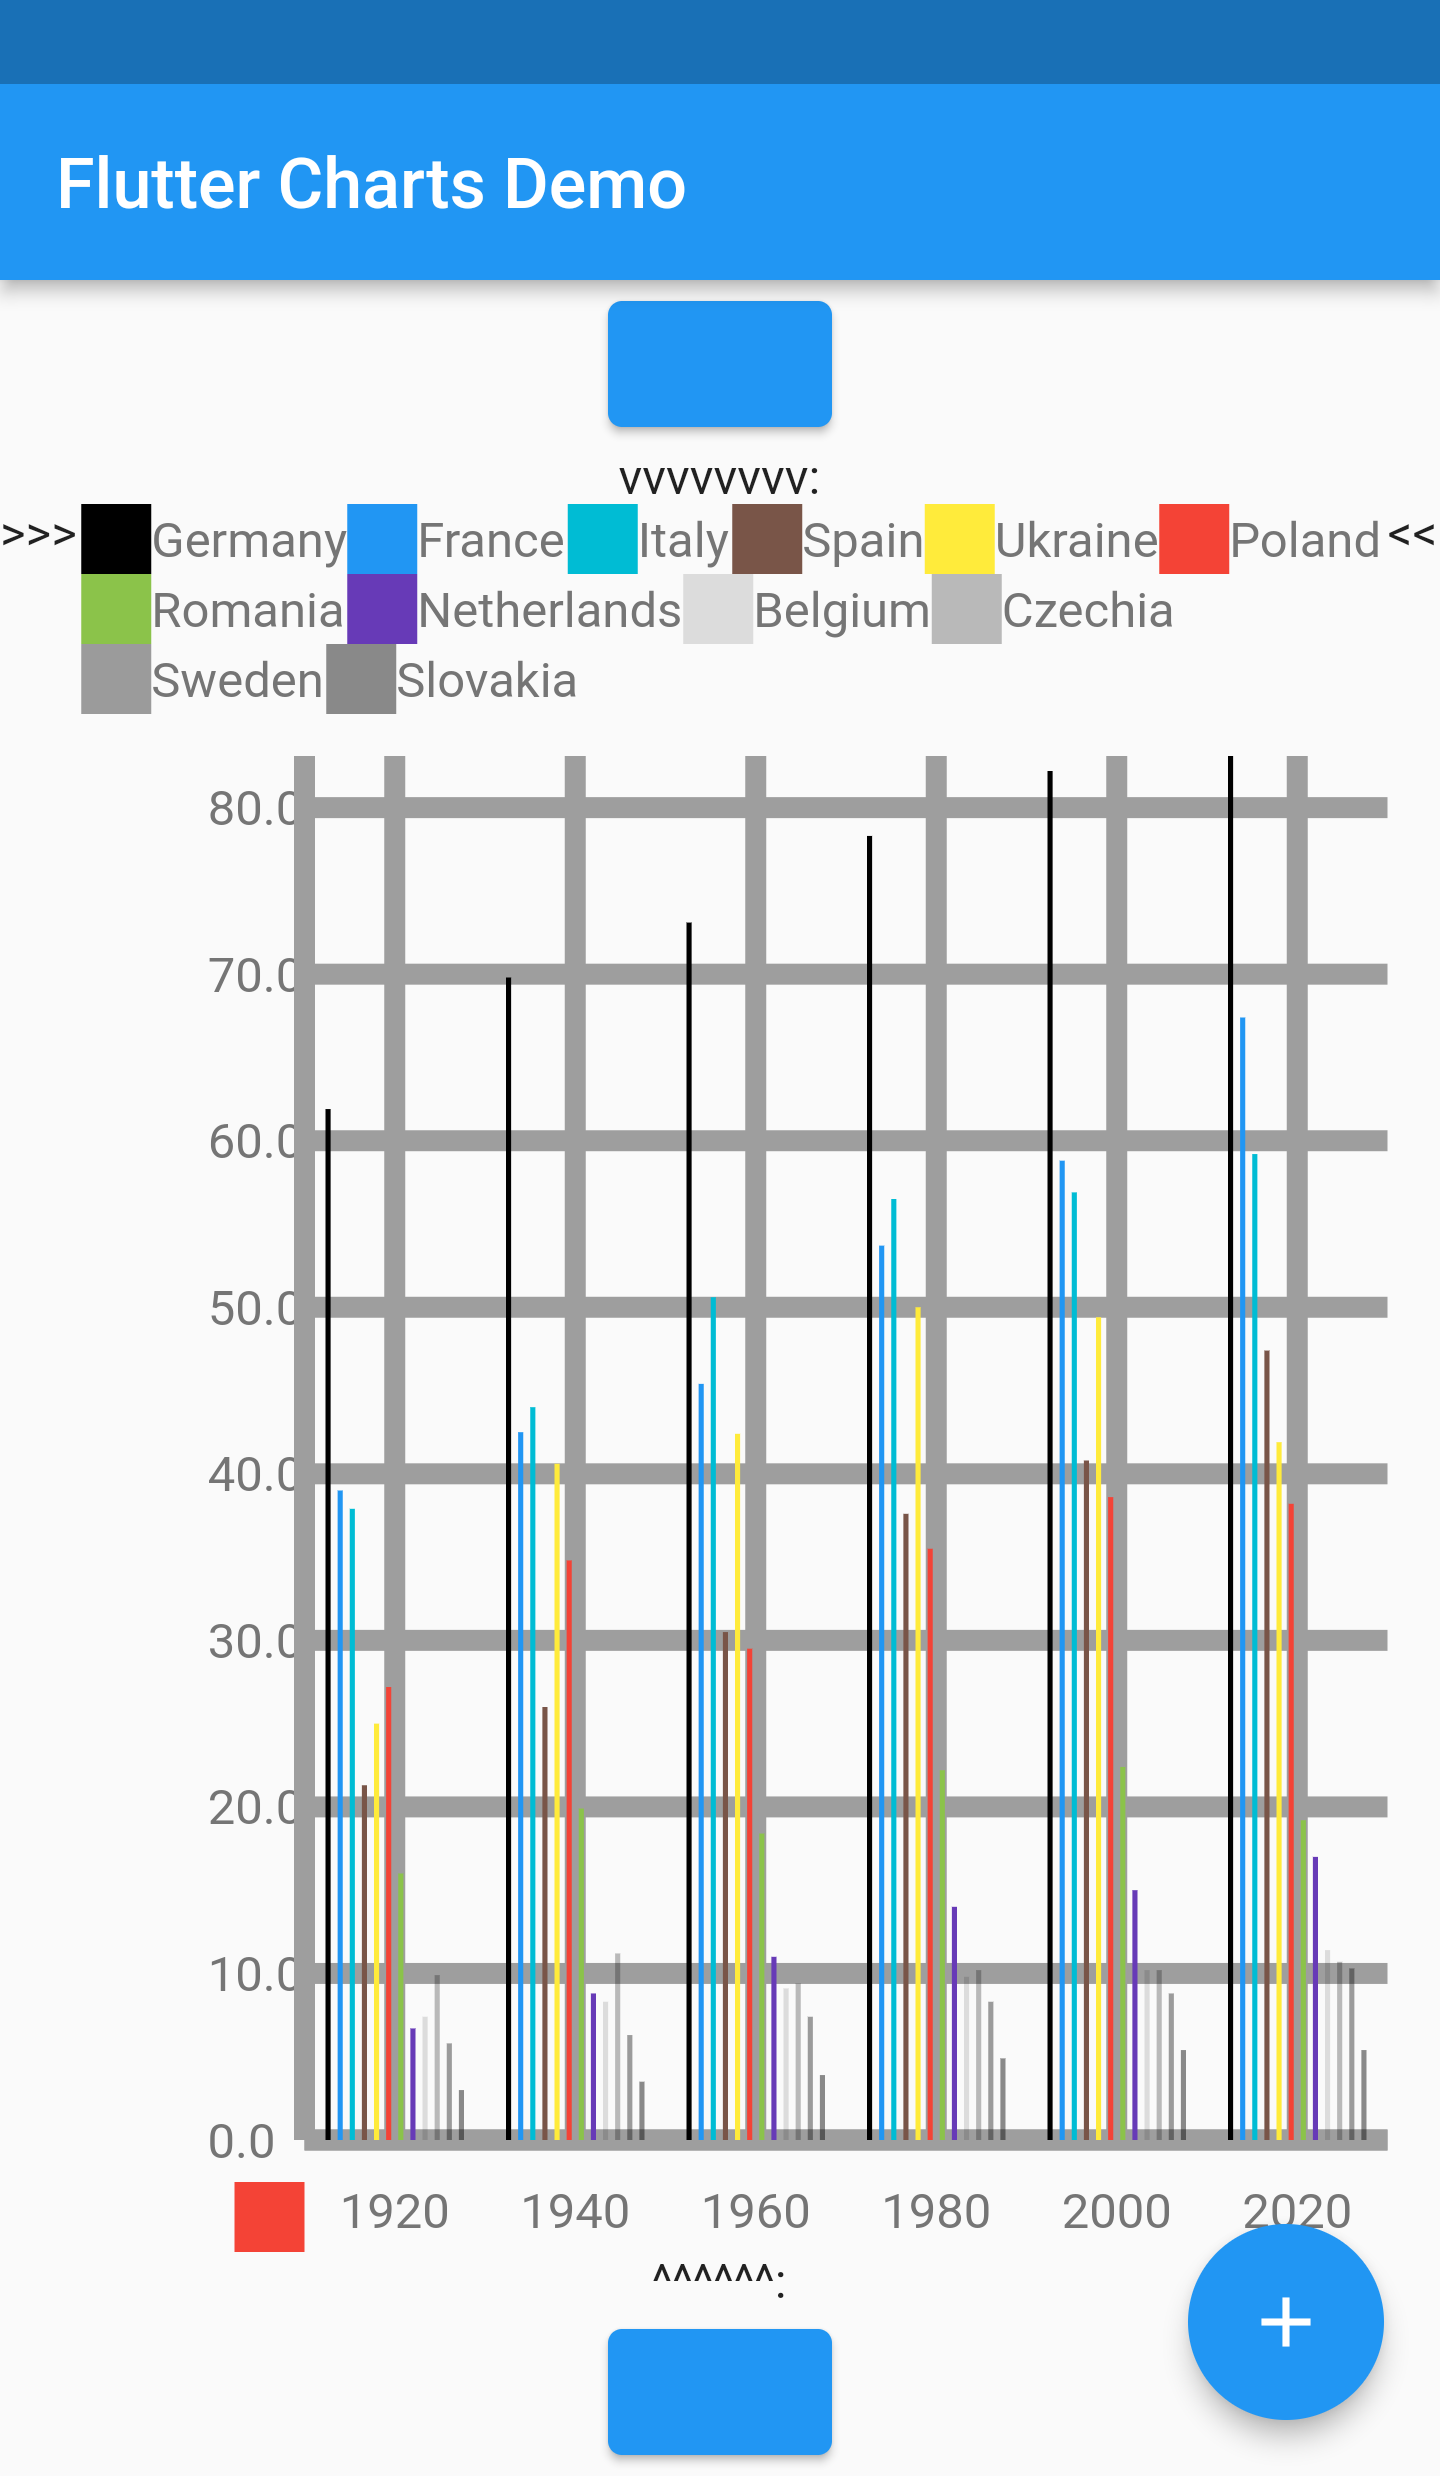 Flutter Charts Demo
vvvvvvvv:
>>> Germany France Italy Spain Ukraine Poland <<
Romania Netherlands Belgium Czechia
Sweden Slovakia
80.0
70.0
60.0
50.0
40.0
30.0
20.0
10.0
0.0
1920 1940 1960 1980 2000 2020
^^^^^^:
+